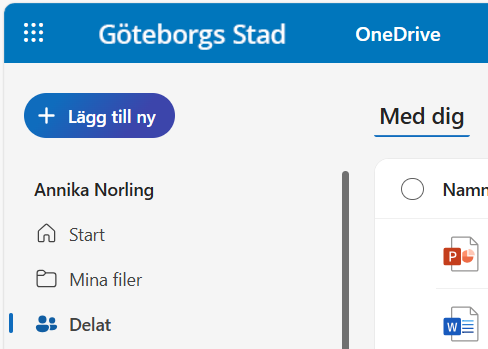 Göteborgs Stad
OneDrive
Lägg till ny
Med dig
Annika Norling
Namn
Start
Mina filer
P
W
Delat